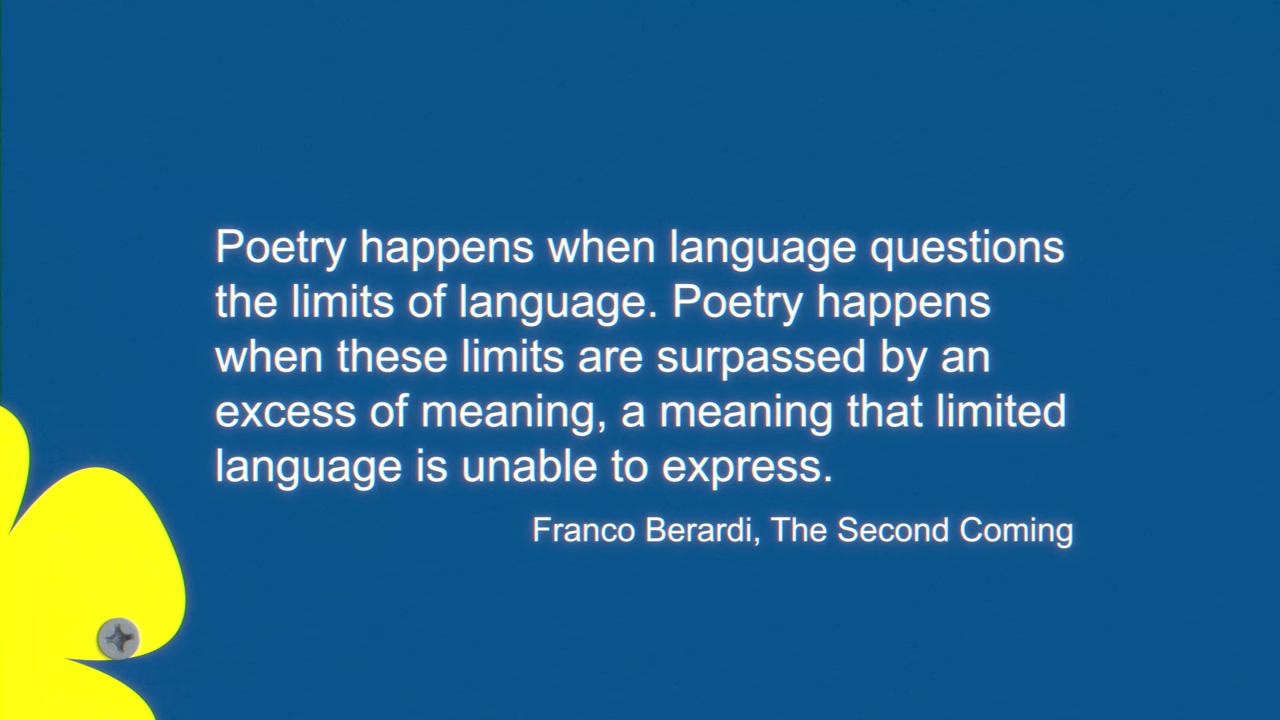 Poetry happens when language questions
the limits of language. Poetry happens
when these limits are surpassed by an
excess of meaning, a meaning that limited
language is unable to express.
Franco Berardi, The Second Coming